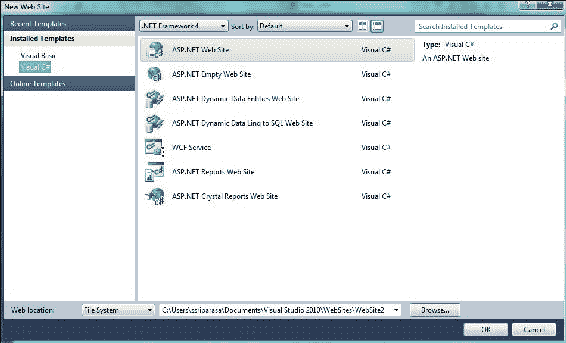 New Web Site
Recent Templates
Installed Templates
Visual Basic
Visual C#
Online Templates
.NET Framework 4
Sort by:
Default
Search Installed Templates
ASP.NET Web Site Visual C#
ASP.NET Empty Web Site Visual C#
ASP.NET Dynamic Data Entities Web Site Visual C#
ASP.NET Dynamic Data Linq to SQL Web Site Visual C#
WCF Service Visual C#
ASP.NET Reports Web Site Visual C#
ASP.NET Crystal Reports Web Site Visual C#
Type: Visual C#
An ASP.NET Web site
Web location:
File System
C:\Users\ssriparasa\Documents\Visual Studio 2010\WebSites\WebSite2
Browse...
OK
Cancel